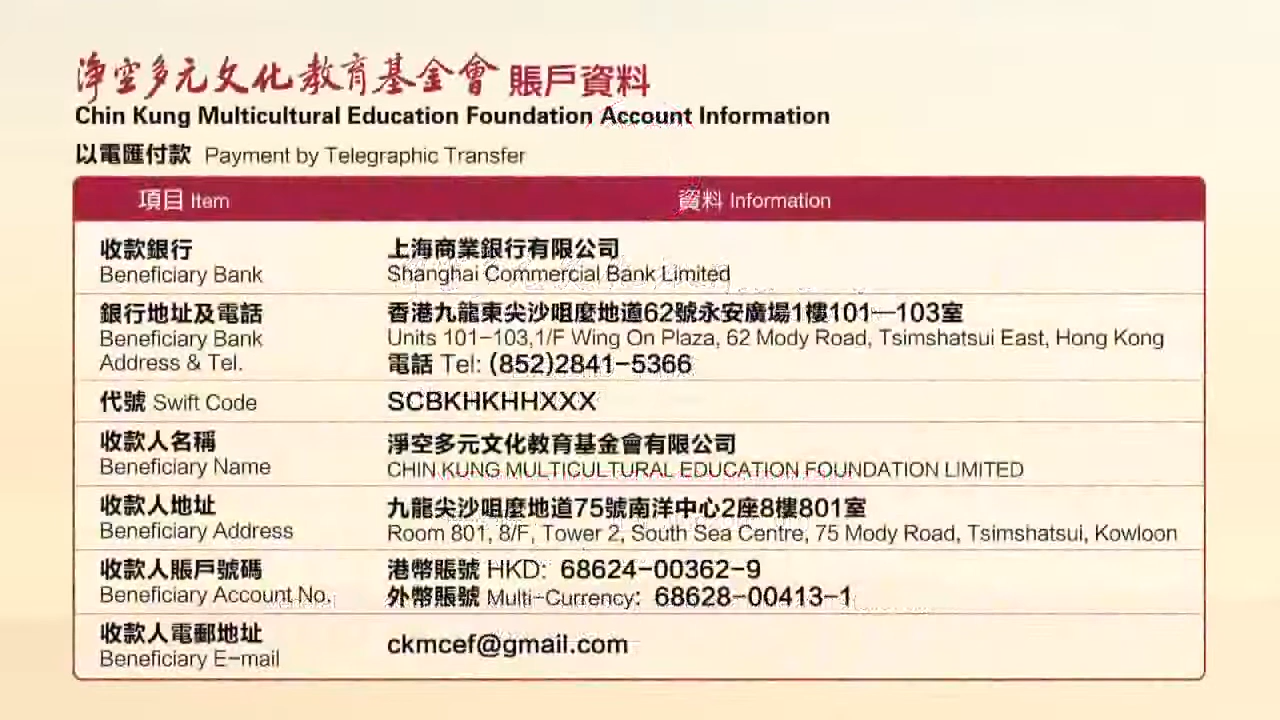 淨空多元文化教育基金會 賬戶資料
Chin Kung Multicultural Education Foundation Account Information
以電匯付款 Payment by Telegraphic Transfer
項目 Item 資料 Information
收款銀行 上海商業銀行有限公司
Beneficiary Bank Shanghai Commercial Bank Limited
銀行地址及電話 香港九龍東尖沙咀麼地道62號永安廣場1樓101—103室
Beneficiary Bank Units 101-103,1/F Wing On Plaza, 62 Mody Road, Tsimshatsui East, Hong Kong
Address & Tel. 電話 Tel: (852)2841-5366
代號 Swift Code SCBKHKHHXXX
收款人名稱 淨空多元文化教育基金會有限公司
Beneficiary Name CHIN KUNG MULTICULTURAL EDUCATION FOUNDATION LIMITED
收款人地址 九龍尖沙咀麼地道75號南洋中心2座8樓801室
Beneficiary Address Room 801, 8/F, Tower 2, South Sea Centre, 75 Mody Road, Tsimshatsui, Kowloon
收款人賬戶號碼 港幣賬號 HKD: 68624-00362-9
Beneficiary Account No. 外幣賬號 Multi-Currency: 68628-00413-1
收款人電郵地址 ckmcef@gmail.com
Beneficiary E-mail